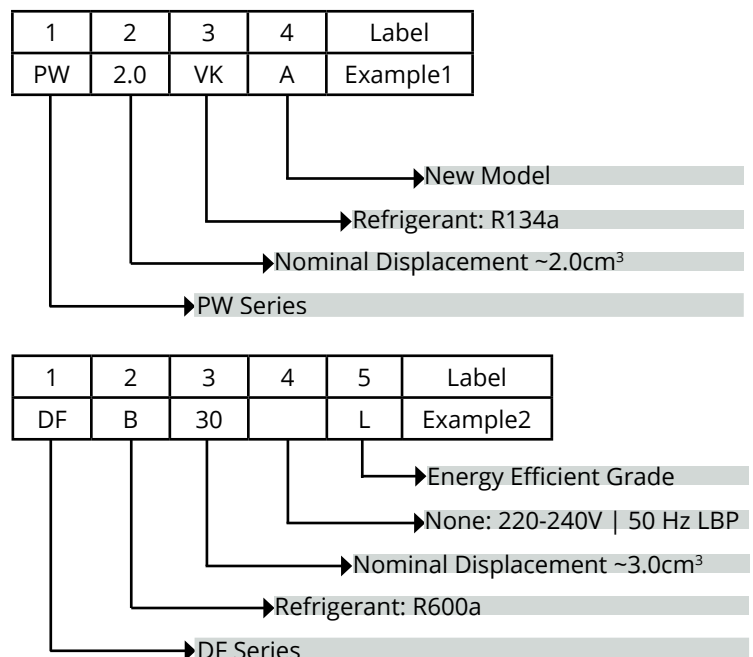 1 2 3 4 Label
PW 2.0 VK A Example1
New Model
Refrigerant: R134a
Nominal Displacement ~2.0cm³
PW Series
1 2 3 4 5 Label
DF B 30 L Example2
Energy Efficient Grade
None: 220-240V | 50 Hz LBP
Nominal Displacement ~3.0cm³
Refrigerant: R600a
DF Series